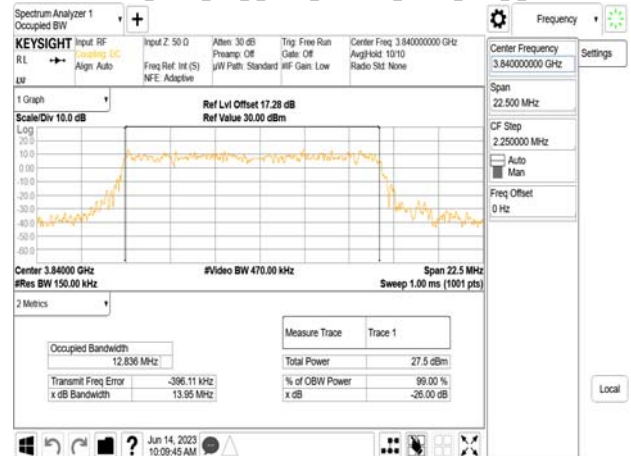 Spectrum Analyzer 1
Occupied BW
+
Frequency
KEYSIGHT
RL
Input: RF
Coupling: DC
Align: Auto
Input Z: 50 Ω
Freq Ref: Int (S)
NFE: Adaptive
Atten: 30 dB
Preamp: Off
µW Path: Standard
Trig: Free Run
Gate: Off
#IF Gain: Low
Center Freq: 3.840000000 GHz
Avg|Hold: 10/10
Radio Std: None
Center Frequency
3.840000000 GHz
Settings
Span
22.500 MHz
CF Step
2.250000 MHz
Auto
Man
Freq Offset
0 Hz
1 Graph
Scale/Div 10.0 dB
Ref Lvl Offset 17.28 dB
Ref Value 30.00 dBm
Log
20.0
10.0
0.00
-10.0
-20.0
-30.0
-40.0
-50.0
-60.0
Center 3.84000 GHz
#Res BW 150.00 kHz
#Video BW 470.00 kHz
Span 22.5 MHz
Sweep 1.00 ms (1001 pts)
2 Metrics
Measure Trace Trace 1
Occupied Bandwidth
12.836 MHz
Total Power 27.5 dBm
Transmit Freq Error -396.11 kHz
% of OBW Power 99.00 %
x dB Bandwidth 13.95 MHz
x dB -26.00 dB
Local
?
Jun 14, 2023
10:09:45 AM